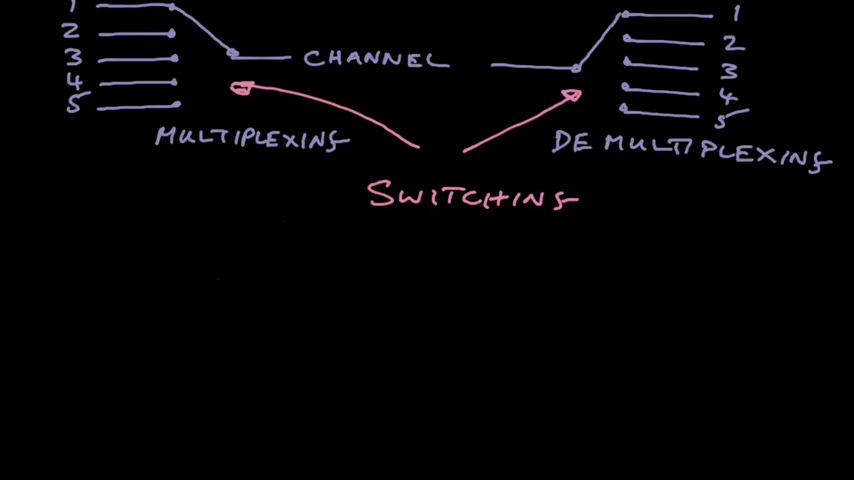 1 1
2 2
3 CHANNEL 3
4 4
5 5
MULTIPLEXING DEMULTIPLEXING
SWITCHING